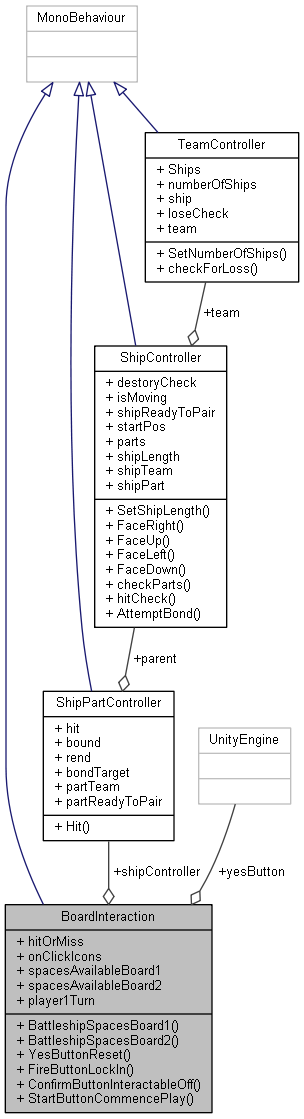 MonoBehaviour
TeamController
+ Ships
+ numberOfShips
+ ship
+ loseCheck
+ team
+ SetNumberOfShips()
+ checkForLoss()
+team
ShipController
+ destoryCheck
+ isMoving
+ shipReadyToPair
+ startPos
+ parts
+ shipLength
+ shipTeam
+ shipPart
+ SetShipLength()
+ FaceRight()
+ FaceUp()
+ FaceLeft()
+ FaceDown()
+ checkParts()
+ hitCheck()
+ AttemptBond()
+parent
ShipPartController
+ hit
+ bound
+ rend
+ bondTarget
+ partTeam
+ partReadyToPair
+ Hit()
UnityEngine
+shipController
+yesButton
BoardInteraction
+ hitOrMiss
+ onClickIcons
+ spacesAvailableBoard1
+ spacesAvailableBoard2
+ player1Turn
+ BattleshipSpacesBoard1()
+ BattleshipSpacesBoard2()
+ YesButtonReset()
+ FireButtonLockIn()
+ ConfirmButtonInteractableOff()
+ StartButtonCommencePlay()